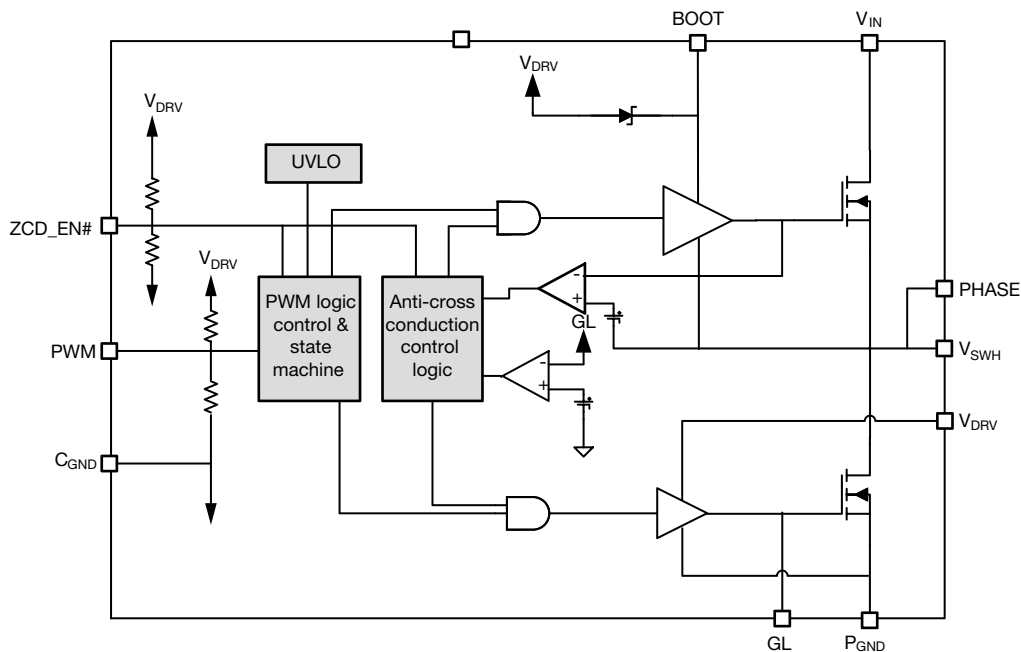 BOOT
VIN
VDRV
VDRV
UVLO
ZCD_EN#
VDRV
PWM logic
control &
state
machine
Anti-cross
conduction
control
logic
-
+
GL
-
+
PHASE
PWM
VSWH
VDRV
CGND
GL
PGND